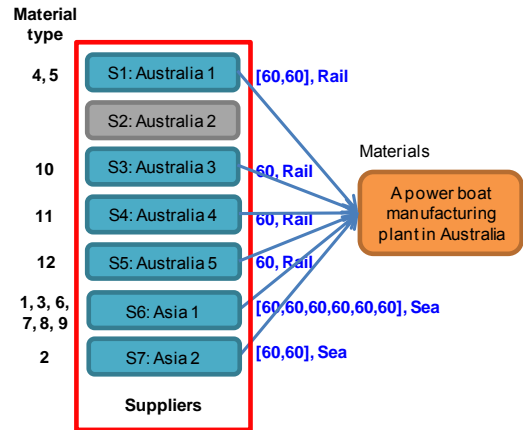 Material
type
4, 5
S1: Australia 1
[60,60], Rail
S2: Australia 2
Materials
10
S3: Australia 3
60, Rail
A power boat
manufacturing
plant in Australia
11
S4: Australia 4
60, Rail
12
S5: Australia 5
60, Rail
1, 3, 6,
7, 8, 9
S6: Asia 1
[60,60,60,60,60,60], Sea
2
S7: Asia 2
[60,60], Sea
Suppliers